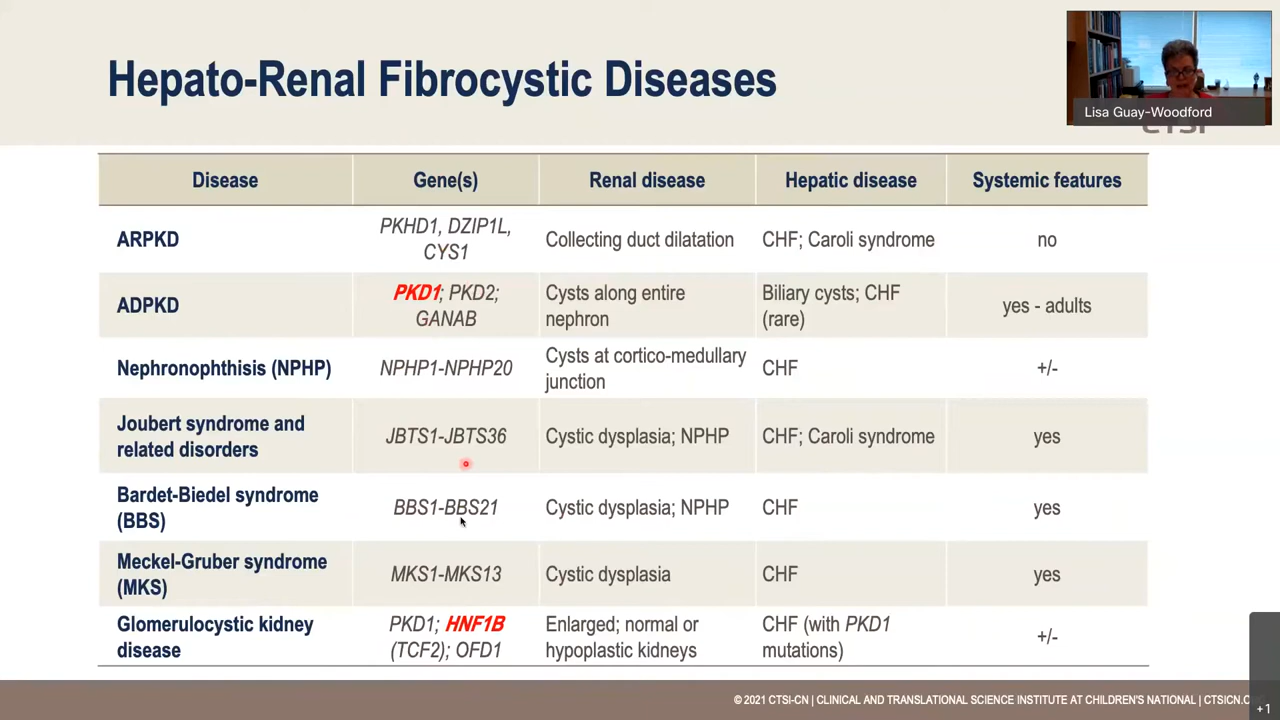 Hepato-Renal Fibrocystic Diseases
Lisa Guay-Woodford
CTSI
Disease Gene(s) Renal disease Hepatic disease Systemic features
ARPKD
PKHD1, DZIP1L,
CYS1
Collecting duct dilatation
CHF; Caroli syndrome
no
ADPKD
PKD1; PKD2;
GANAB
Cysts along entire
nephron
Biliary cysts; CHF
(rare)
yes - adults
Nephronophthisis (NPHP)
NPHP1-NPHP20
Cysts at cortico-medullary
junction
CHF
+/-
Joubert syndrome and
related disorders
JBTS1-JBTS36
Cystic dysplasia; NPHP
CHF; Caroli syndrome
yes
Bardet-Biedel syndrome
(BBS)
BBS1-BBS21
Cystic dysplasia; NPHP
CHF
yes
Meckel-Gruber syndrome
(MKS)
MKS1-MKS13
Cystic dysplasia
CHF
yes
Glomerulocystic kidney
disease
PKD1; HNF1B
(TCF2); OFD1
Enlarged; normal or
hypoplastic kidneys
CHF (with PKD1
mutations)
+/-
© 2021 CTSI-CN | CLINICAL AND TRANSLATIONAL SCIENCE INSTITUTE AT CHILDREN'S NATIONAL | CTSICN.
+1